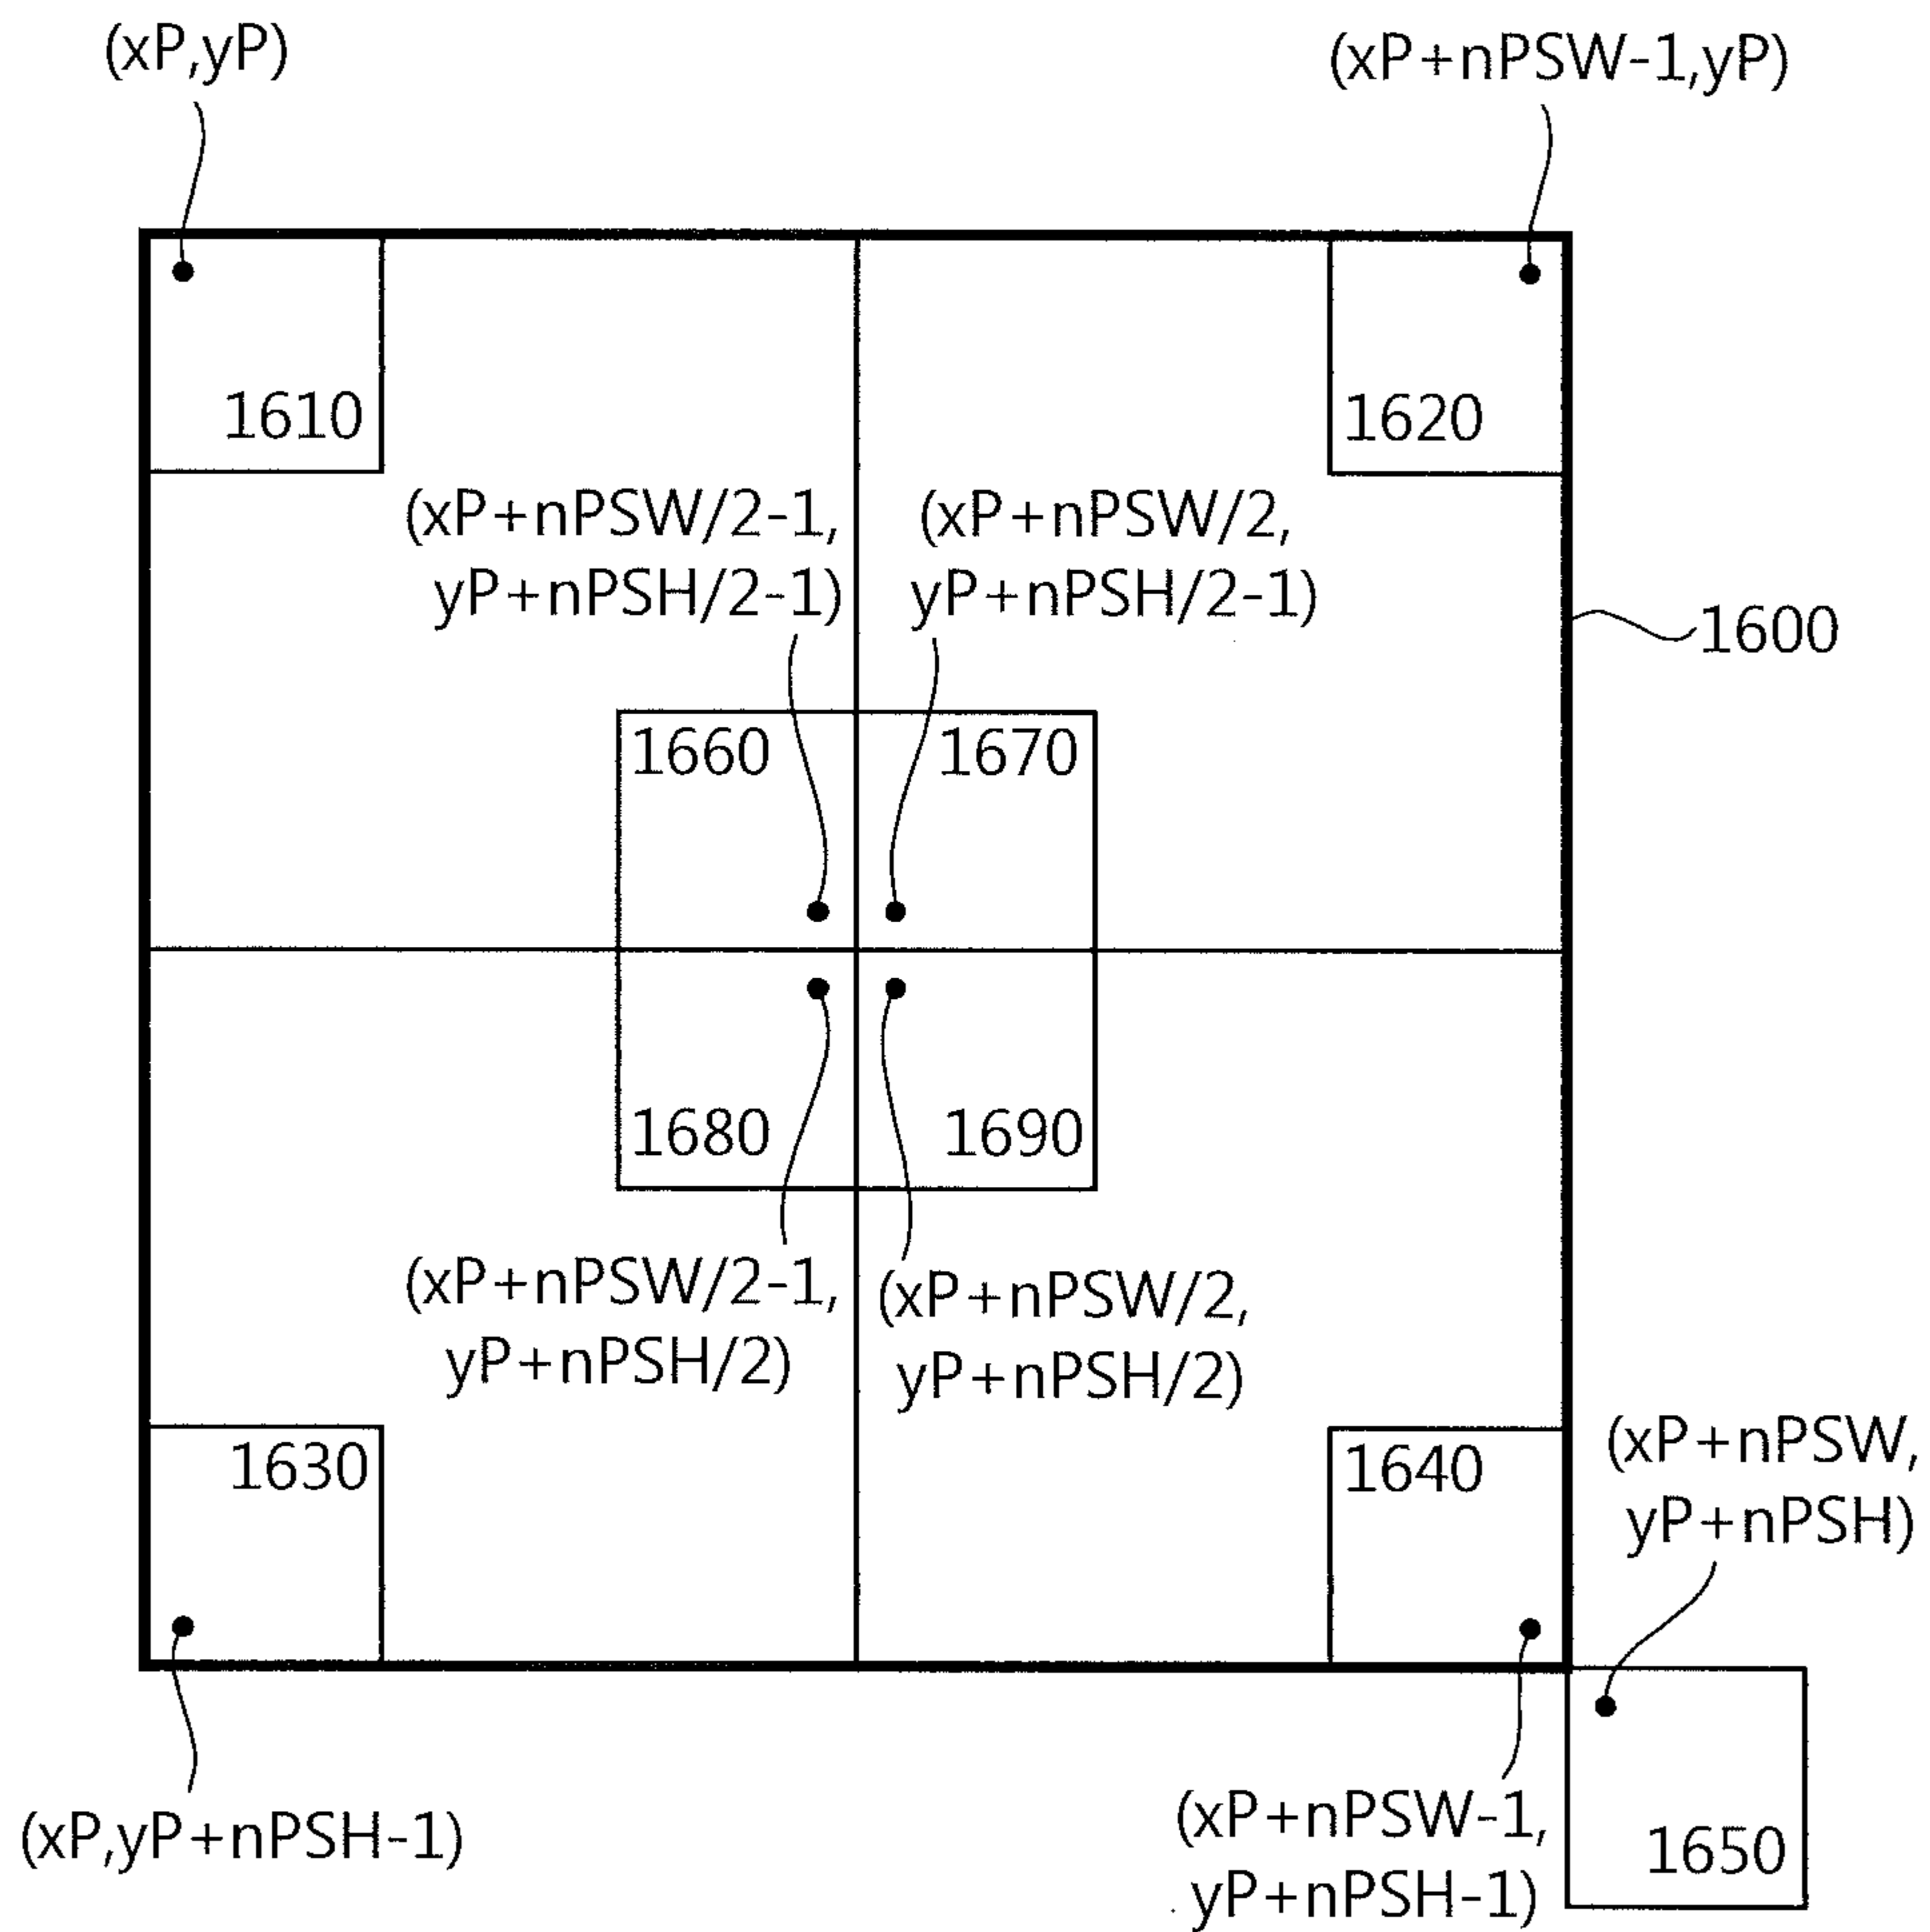 (xP,yP)
(xP+nPSW-1,yP)
1610
1620
(xP+nPSW/2-1,
yP+nPSH/2-1)
(xP+nPSW/2,
yP+nPSH/2-1)
1600
1660
1670
1680
1690
(xP+nPSW/2-1,
yP+nPSH/2)
(xP+nPSW/2,
yP+nPSH/2)
1630
1640
(xP+nPSW,
yP+nPSH)
(xP,yP+nPSH-1)
(xP+nPSW-1,
yP+nPSH-1)
1650